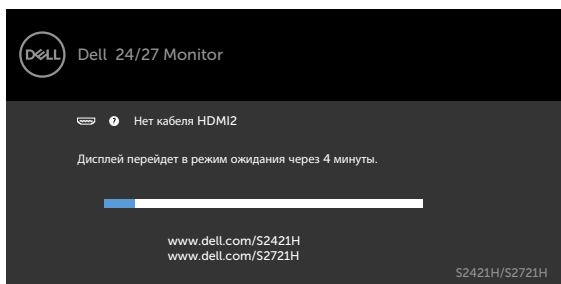 DELL
Dell 24/27 Monitor
? Нет кабеля HDMI2
Дисплей перейдет в режим ожидания через 4 минуты.
www.dell.com/S2421H
www.dell.com/S2721H
S2421H/S2721H